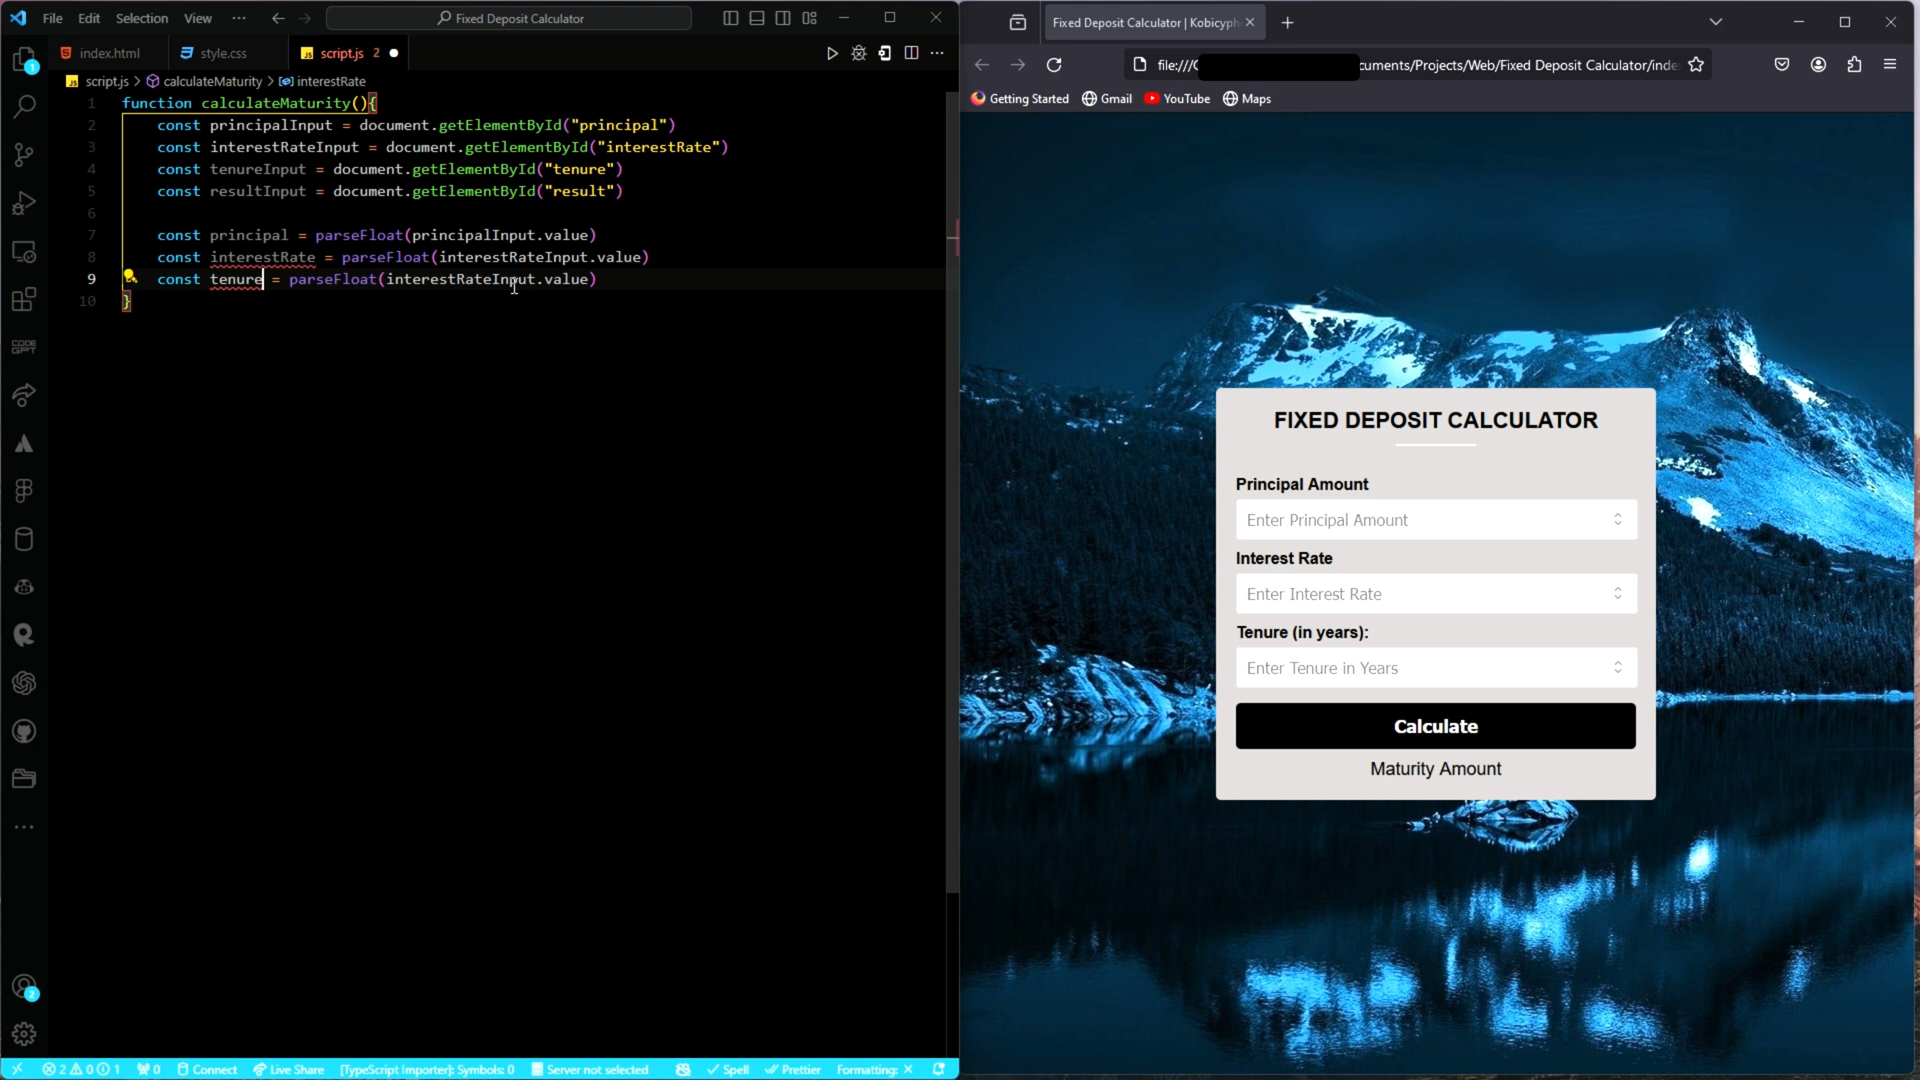 File Edit Selection View ··· Fixed Deposit Calculator
index.html style.css script.js 2
script.js > calculateMaturity > interestRate
1 function calculateMaturity(){
2 const principalInput = document.getElementById("principal")
3 const interestRateInput = document.getElementById("interestRate")
4 const tenureInput = document.getElementById("tenure")
5 const resultInput = document.getElementById("result")
6
7 const principal = parseFloat(principalInput.value)
8 const interestRate = parseFloat(interestRateInput.value)
9 const tenure = parseFloat(interestRateInput.value)
10 }
1
CODE
GPT
2
2 0 1 0 Connect Live Share [TypeScript Importer]: Symbols: 0 Server not selected Spell Prettier Formatting: ×
Fixed Deposit Calculator | Kobicyph
file:///C cuments/Projects/Web/Fixed Deposit Calculator/inde
Getting Started Gmail YouTube Maps
FIXED DEPOSIT CALCULATOR
Principal Amount
Enter Principal Amount
Interest Rate
Enter Interest Rate
Tenure (in years):
Enter Tenure in Years
Calculate
Maturity Amount